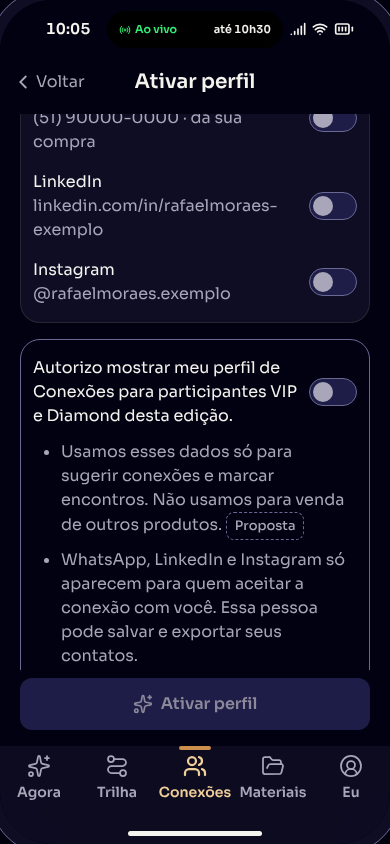 10:05
Ao vivo
até 10h30
Voltar
Ativar perfil
(51) 90000-0000 · da sua
compra
LinkedIn
linkedin.com/in/rafaelmoraes-
exemplo
Instagram
@rafaelmoraes.exemplo
Autorizo mostrar meu perfil de
Conexões para participantes VIP
e Diamond desta edição.
• Usamos esses dados só para
sugerir conexões e marcar
encontros. Não usamos para venda
de outros produtos. Proposta
• WhatsApp, LinkedIn e Instagram só
aparecem para quem aceitar a
conexão com você. Essa pessoa
pode salvar e exportar seus
contatos.
Ativar perfil
Agora
Trilha
Conexões
Materiais
Eu